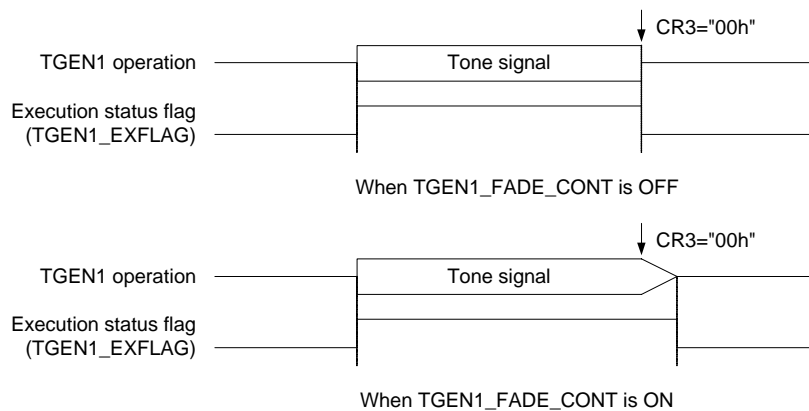 CR3="00h"
TGEN1 operation
Tone signal
Execution status flag
(TGEN1_EXFLAG)
When TGEN1_FADE_CONT is OFF
CR3="00h"
TGEN1 operation
Tone signal
Execution status flag
(TGEN1_EXFLAG)
When TGEN1_FADE_CONT is ON